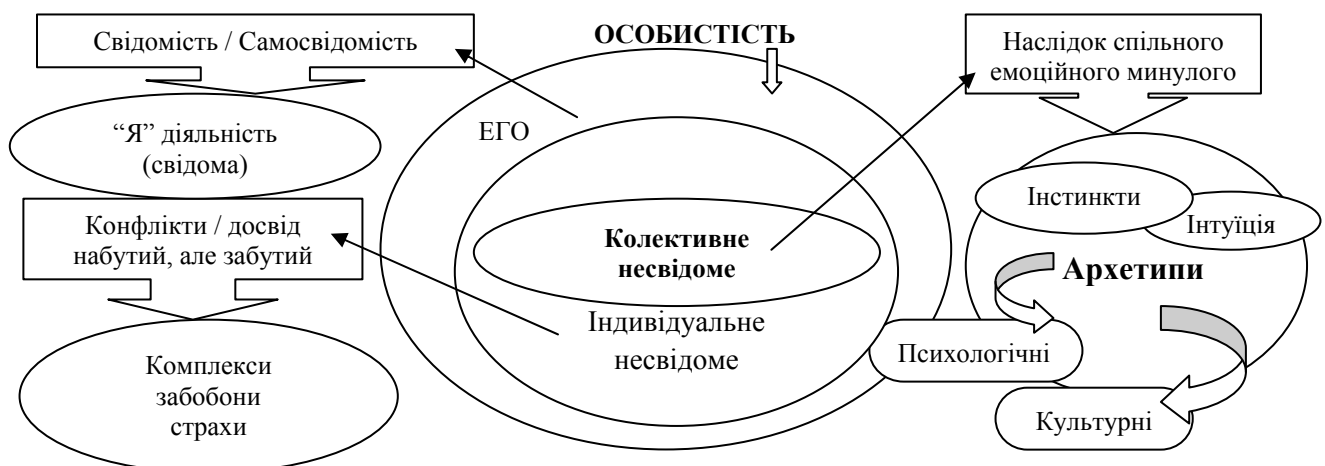 Свідомість / Самосвідомість
“Я” діяльність
(свідома)
Конфлікти / досвід
набутий, але забутий
Комплекси
забобони
страхи
ОСОБИСТІСТЬ
ЕГО
Колективне
несвідоме
Індивідуальне
несвідоме
Наслідок спільного
емоційного минулого
Інстинкти
Інтуїція
Архетипи
Психологічні
Культурні